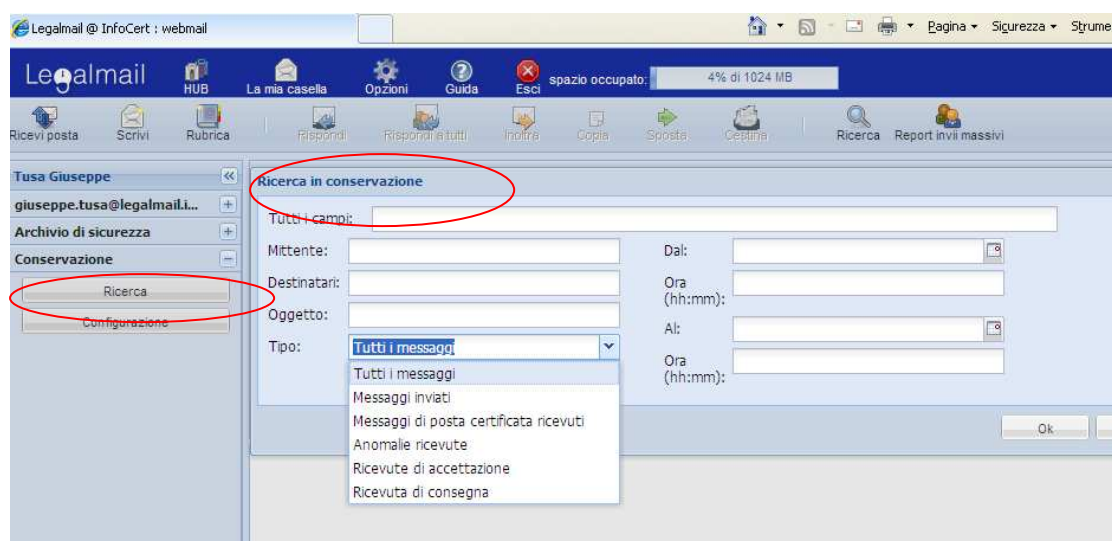 Legalmail @ InfoCert : webmail
Pagina Sicurezza Strume
Legalmail HUB La mia casella Opzioni Guida Esci spazio occupato: 4% di 1024 MB
Ricevi posta Scrivi Rubrica Rispondi Rispondi a tutti Inoltra Copia Sposta Cestina Ricerca Report invii massivi
Tusa Giuseppe
giuseppe.tusa@legalmail.i...
Archivio di sicurezza
Conservazione
Ricerca
Configurazione
Ricerca in conservazione
Tutti i campi:
Mittente:
Destinatari:
Oggetto:
Tipo: Tutti i messaggi
Tutti i messaggi
Messaggi inviati
Messaggi di posta certificata ricevuti
Anomalie ricevute
Ricevute di accettazione
Ricevuta di consegna
Dal:
Ora
(hh:mm):
Al:
Ora
(hh:mm):
Ok